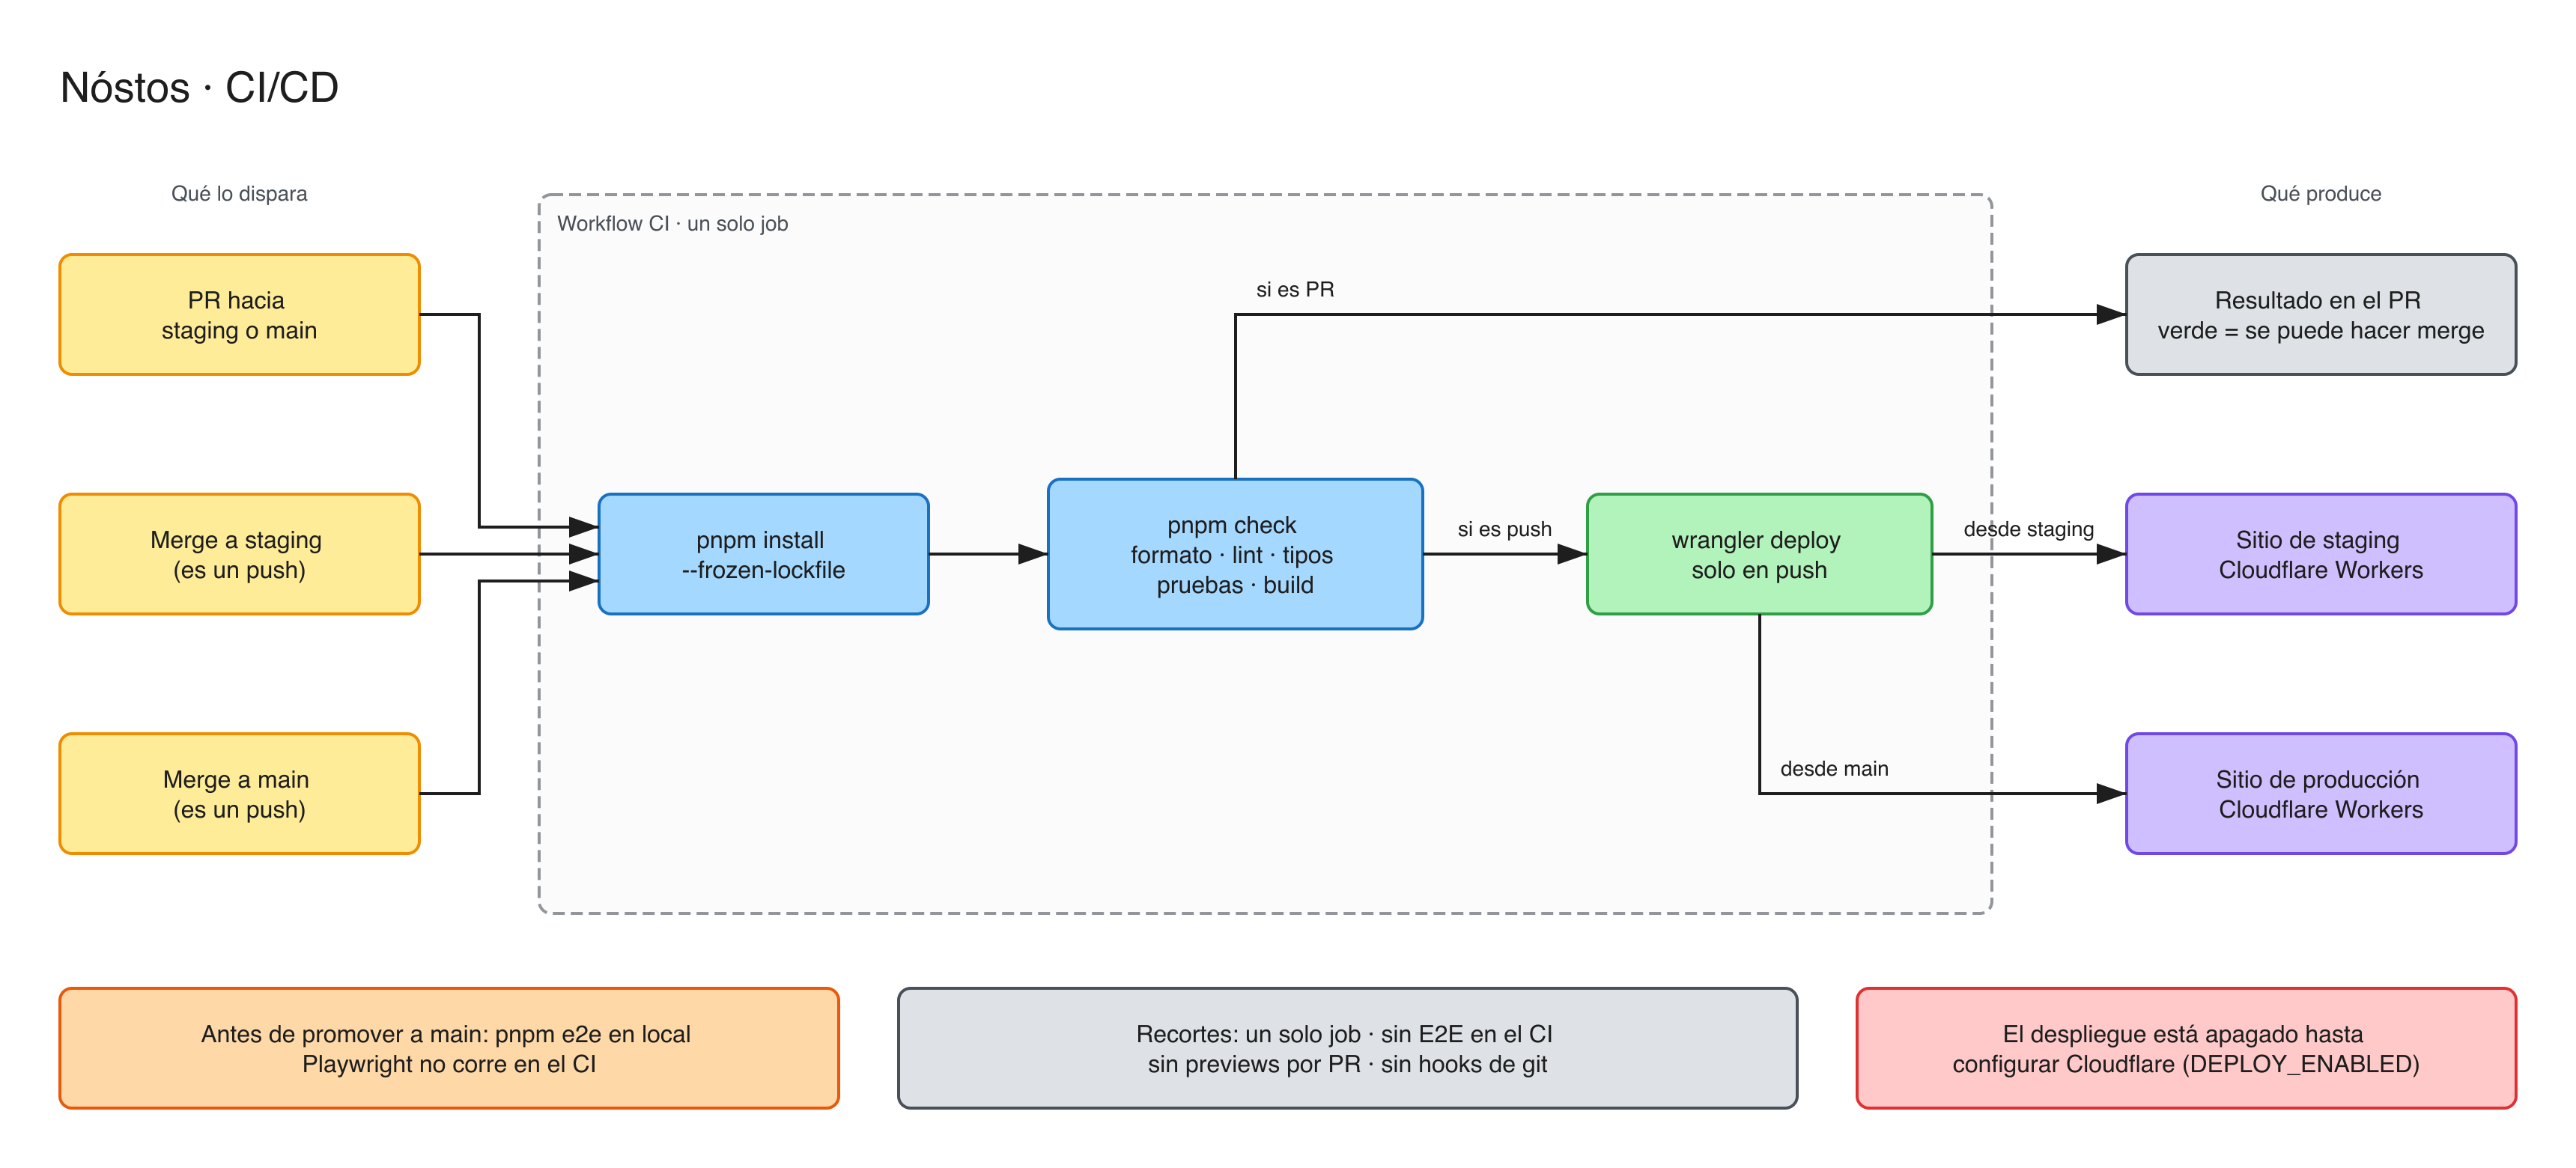 Nóstos · CI/CD
Qué lo dispara
Qué produce
Workflow CI · un solo job
PR hacia
staging o main
si es PR
Resultado en el PR
verde = se puede hacer merge
Merge a staging
(es un push)
pnpm install
--frozen-lockfile
pnpm check
formato · lint · tipos
pruebas · build
si es push
wrangler deploy
solo en push
desde staging
Sitio de staging
Cloudflare Workers
Merge a main
(es un push)
desde main
Sitio de producción
Cloudflare Workers
Antes de promover a main: pnpm e2e en local
Playwright no corre en el CI
Recortes: un solo job · sin E2E en el CI
sin previews por PR · sin hooks de git
El despliegue está apagado hasta
configurar Cloudflare (DEPLOY_ENABLED)